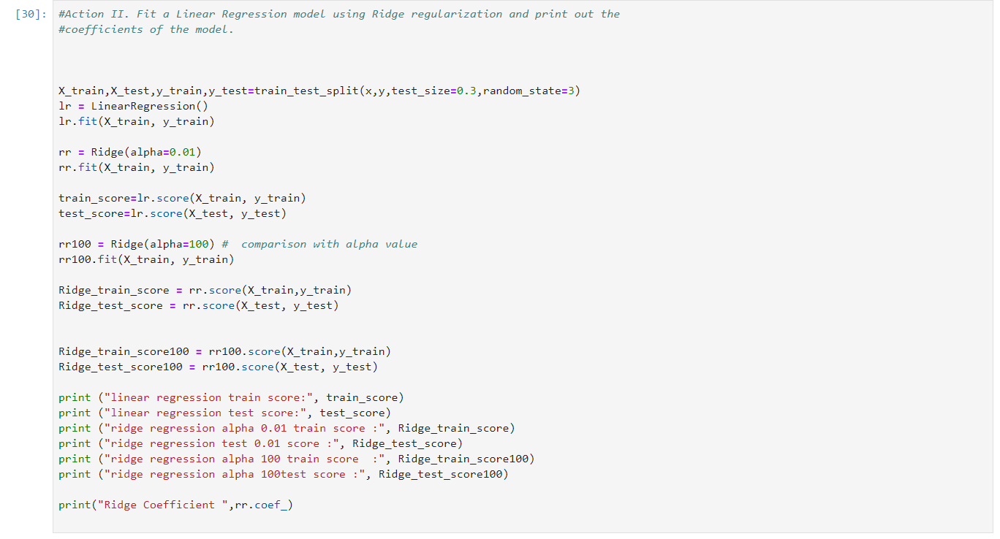 [30]: #Action II. Fit a Linear Regression model using Ridge regularization and print out the
#coefficients of the model.
X_train,X_test,y_train,y_test=train_test_split(x,y,test_size=0.3,random_state=3)
lr = LinearRegression()
lr.fit(X_train, y_train)
rr = Ridge(alpha=0.01)
rr.fit(X_train, y_train)
train_score=lr.score(X_train, y_train)
test_score=lr.score(X_test, y_test)
rr100 = Ridge(alpha=100) #  comparison with alpha value
rr100.fit(X_train, y_train)
Ridge_train_score = rr.score(X_train,y_train)
Ridge_test_score = rr.score(X_test, y_test)
Ridge_train_score100 = rr100.score(X_train,y_train)
Ridge_test_score100 = rr100.score(X_test, y_test)
print ("linear regression train score:", train_score)
print ("linear regression test score:", test_score)
print ("ridge regression alpha 0.01 train score :", Ridge_train_score)
print ("ridge regression test 0.01 score :", Ridge_test_score)
print ("ridge regression alpha 100 train score  :", Ridge_train_score100)
print ("ridge regression alpha 100test score :", Ridge_test_score100)
print("Ridge Coefficient ",rr.coef_)